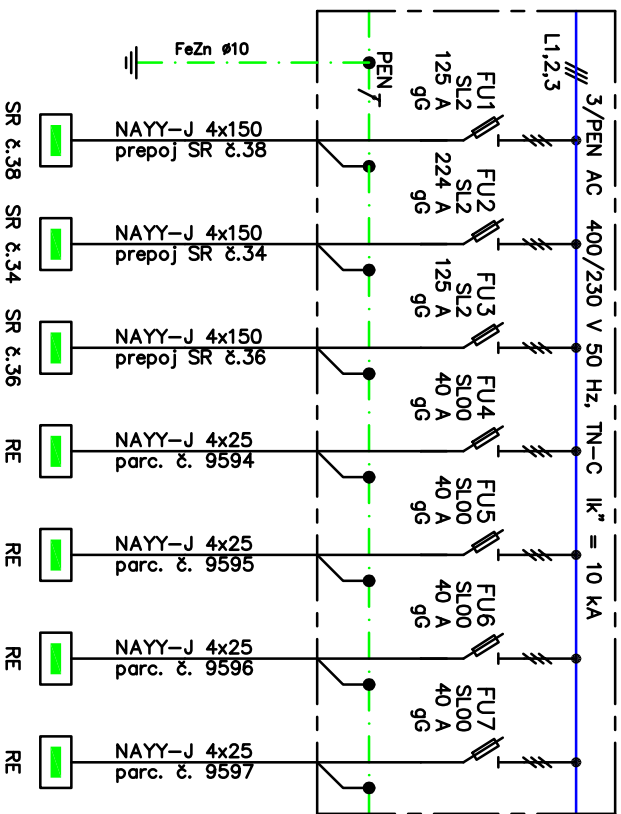 3/PEN AC 400/230 V 50 Hz, TN-C Ik" = 10 kA
L1,2,3
FU1
SL2
125 A
gG
FU2
SL2
224 A
gG
FU3
SL2
125 A
gG
FU4
SL00
40 A
gG
FU5
SL00
40 A
gG
FU6
SL00
40 A
gG
FU7
SL00
40 A
gG
PEN
FeZn ø10
NAYY-J 4x150
prepoj SR č.38
NAYY-J 4x150
prepoj SR č.34
NAYY-J 4x150
prepoj SR č.36
NAYY-J 4x25
parc. č. 9594
NAYY-J 4x25
parc. č. 9595
NAYY-J 4x25
parc. č. 9596
NAYY-J 4x25
parc. č. 9597
SR č.38
SR č.34
SR č.36
RE
RE
RE
RE